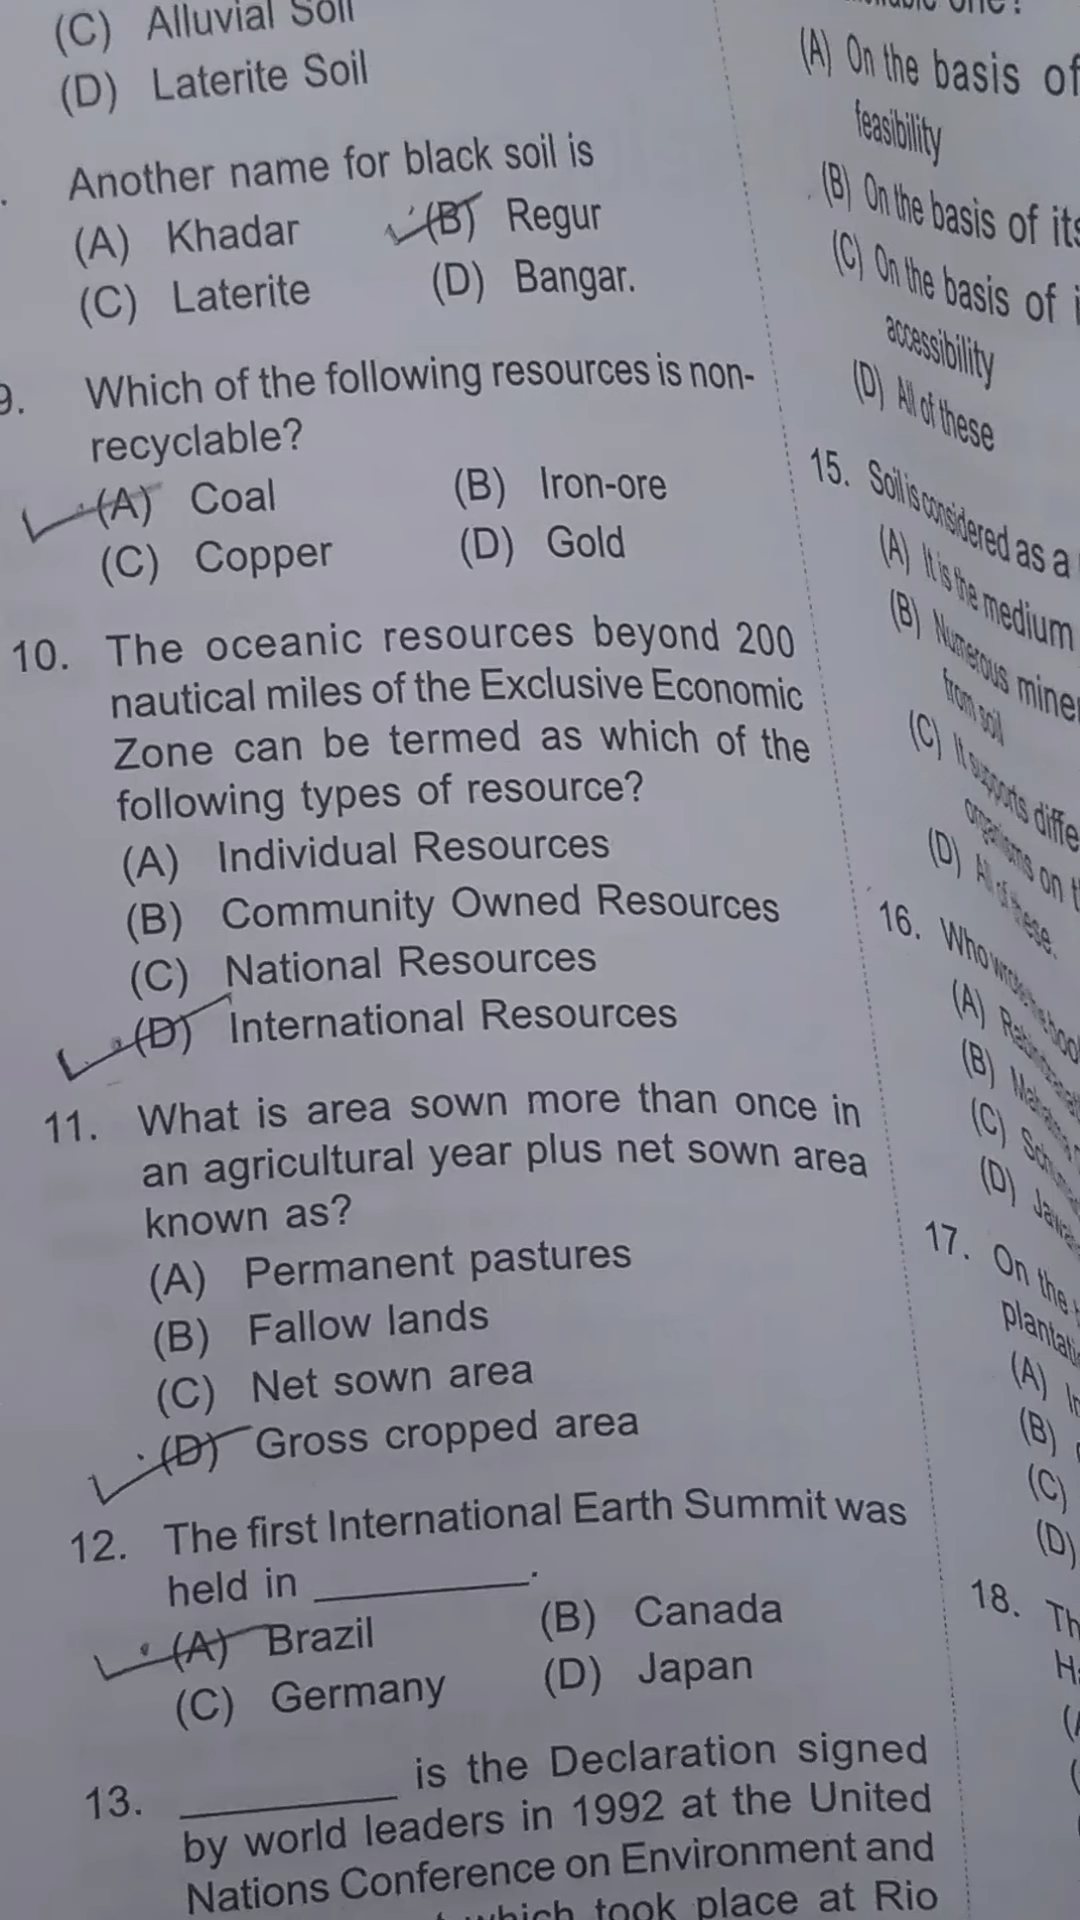 (C) Alluvial Soil
(D) Laterite Soil
Another name for black soil is
(A) Khadar (B) Regur
(C) Laterite (D) Bangar.
9. Which of the following resources is non-
recyclable?
(A) Coal (B) Iron-ore
(C) Copper (D) Gold
10. The oceanic resources beyond 200
nautical miles of the Exclusive Economic
Zone can be termed as which of the
following types of resource?
(A) Individual Resources
(B) Community Owned Resources
(C) National Resources
(D) International Resources
11. What is area sown more than once in
an agricultural year plus net sown area
known as?
(A) Permanent pastures
(B) Fallow lands
(C) Net sown area
(D) Gross cropped area
12. The first International Earth Summit was
held in ____________.
(A) Brazil (B) Canada
(C) Germany (D) Japan
13. ____________ is the Declaration signed
by world leaders in 1992 at the United
Nations Conference on Environment and
which took place at Rio
(A) On the basis of
feasibility
(B) On the basis of its
(C) On the basis of
accessibility
(D) All of these
15. Soil is considered as a
(A) It is the medium
(B) Numerous
from soil
(C) It supports
organisms on
(D) All of these.
16. Who wrote the
(A)
(B)
(C)
(D)
17. On the
(A)
(B)
(C)
(D)
18.